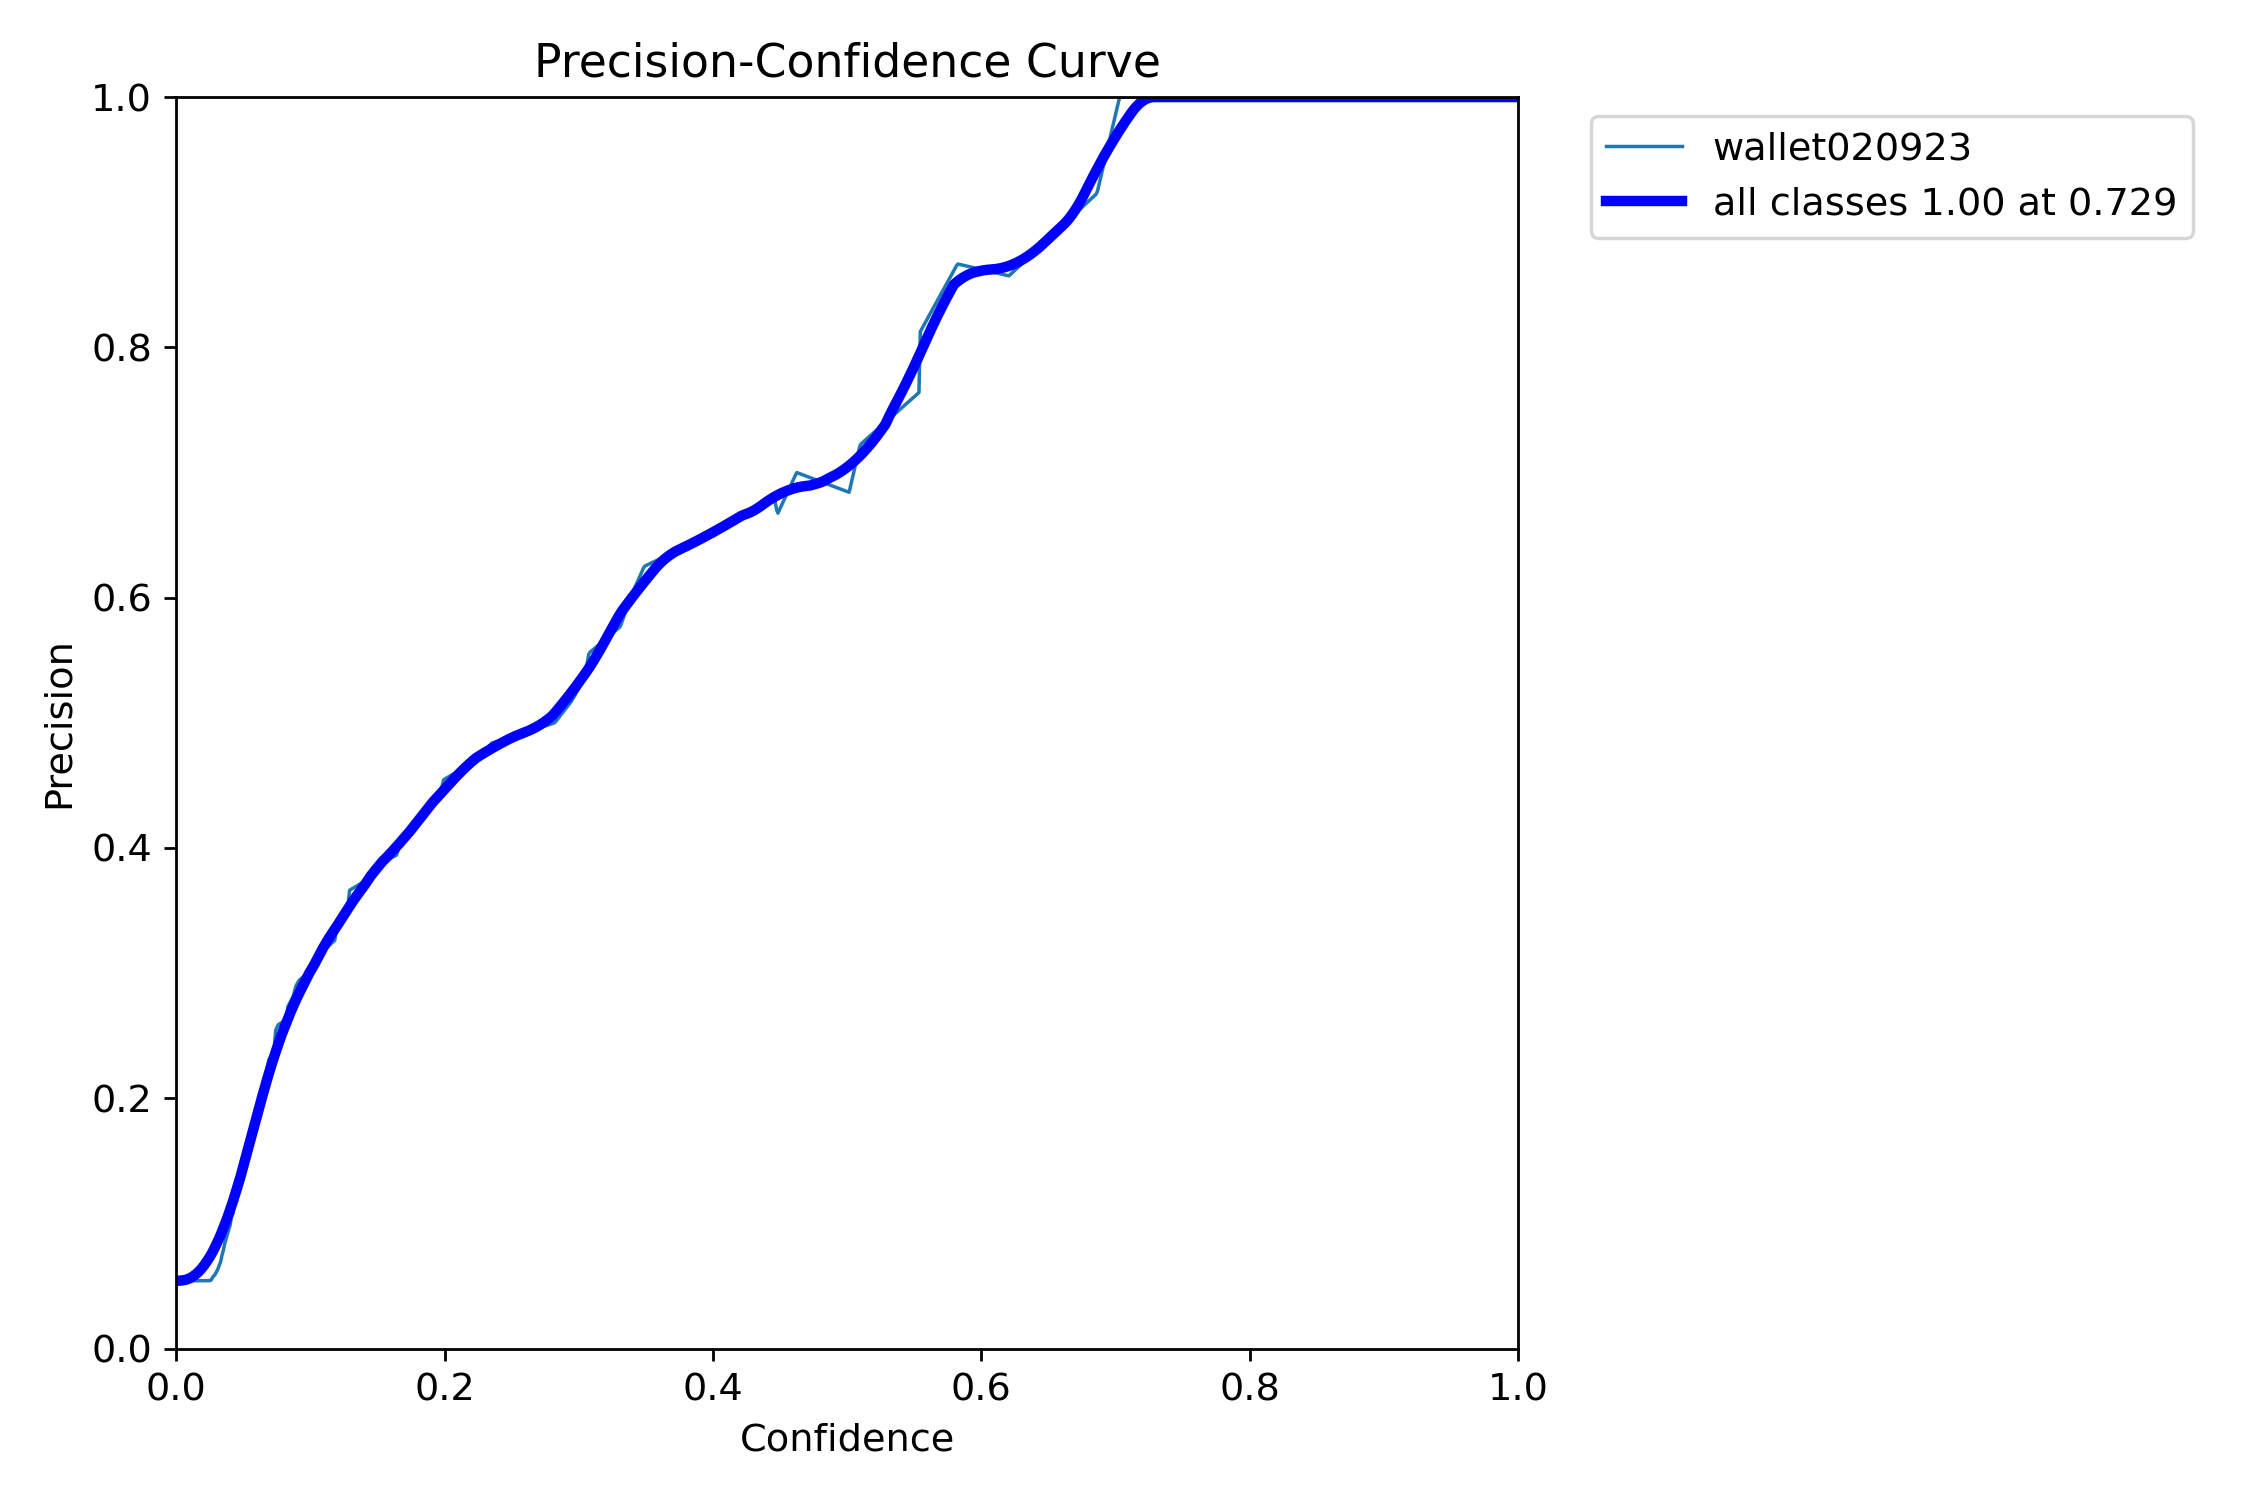 Precision-Confidence Curve
1.0
0.8
0.6
0.4
0.2
0.0
Precision
0.0 0.2 0.4 0.6 0.8 1.0
Confidence
wallet020923
all classes 1.00 at 0.729